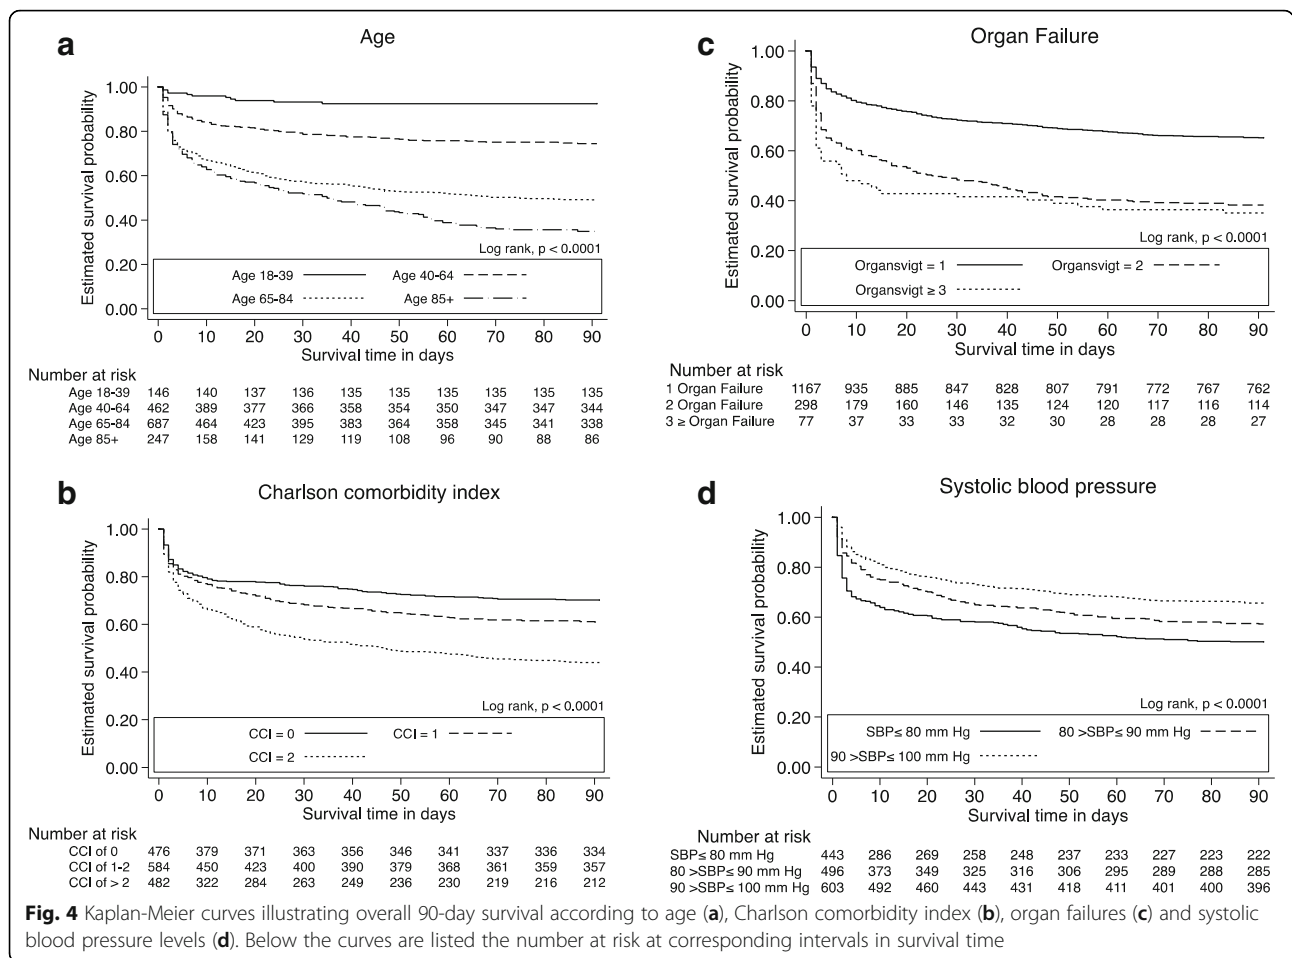 a
Age
Estimated survival probability
1.00
0.80
0.60
0.40
0.20
0.00
Log rank, p < 0.0001
Age 18-39 Age 40-64
Age 65-84 Age 85+
0 10 20 30 40 50 60 70 80 90
Survival time in days
Number at risk
Age 18-39 146 140 137 136 135 135 135 135 135 135
Age 40-64 462 389 377 366 358 354 350 347 347 344
Age 65-84 687 464 423 395 383 364 358 345 341 338
Age 85+ 247 158 141 129 119 108 96 90 88 86
c
Organ Failure
Estimated survival probability
1.00
0.80
0.60
0.40
0.20
0.00
Log rank, p < 0.0001
Organsvigt = 1 Organsvigt = 2
Organsvigt ≥ 3
0 10 20 30 40 50 60 70 80 90
Survival time in days
Number at risk
1 Organ Failure 1167 935 885 847 828 807 791 772 767 762
2 Organ Failure 298 179 160 146 135 124 120 117 116 114
3 ≥ Organ Failure 77 37 33 33 32 30 28 28 28 27
b
Charlson comorbidity index
Estimated survival probability
1.00
0.80
0.60
0.40
0.20
0.00
Log rank, p < 0.0001
CCI = 0 CCI = 1
CCI = 2
0 10 20 30 40 50 60 70 80 90
Survival time in days
Number at risk
CCI of 0 476 379 371 363 356 346 341 337 336 334
CCI of 1-2 584 450 423 400 390 379 368 361 359 357
CCI of > 2 482 322 284 263 249 236 230 219 216 212
d
Systolic blood pressure
Estimated survival probability
1.00
0.80
0.60
0.40
0.20
0.00
Log rank, p < 0.0001
SBP≤ 80 mm Hg 80 >SBP≤ 90 mm Hg
90 >SBP≤ 100 mm Hg
0 10 20 30 40 50 60 70 80 90
Survival time in days
Number at risk
SBP≤ 80 mm Hg 443 286 269 258 248 237 233 227 223 222
80 >SBP≤ 90 mm Hg 496 373 349 325 316 306 295 289 288 285
90 >SBP≤ 100 mm Hg 603 492 460 443 431 418 411 401 400 396
Fig. 4 Kaplan-Meier curves illustrating overall 90-day survival according to age (a), Charlson comorbidity index (b), organ failures (c) and systolic
blood pressure levels (d). Below the curves are listed the number at risk at corresponding intervals in survival time